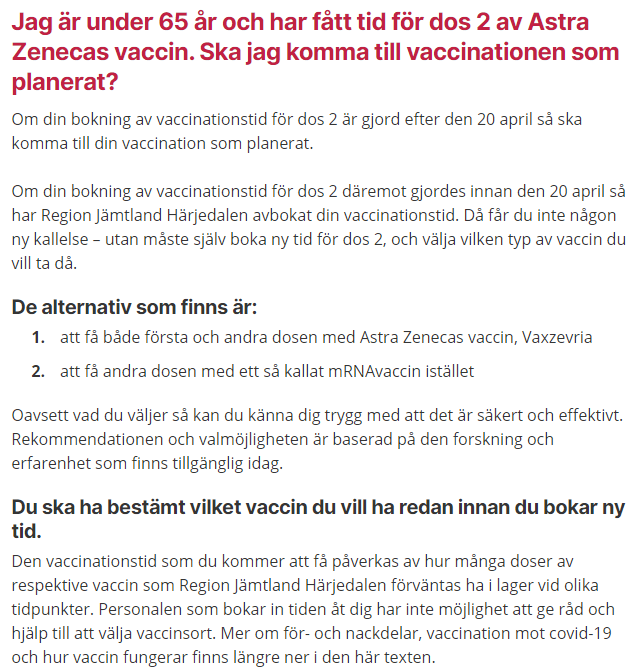 Jag är under 65 år och har fått tid för dos 2 av Astra
Zenecas vaccin. Ska jag komma till vaccinationen som
planerat?
Om din bokning av vaccinationstid för dos 2 är gjord efter den 20 april så ska
komma till din vaccination som planerat.
Om din bokning av vaccinationstid för dos 2 däremot gjordes innan den 20 april så
har Region Jämtland Härjedalen avbokat din vaccinationstid. Då får du inte någon
ny kallelse – utan måste själv boka ny tid för dos 2, och välja vilken typ av vaccin du
vill ta då.
De alternativ som finns är:
1. att få både första och andra dosen med Astra Zenecas vaccin, Vaxzevria
2. att få andra dosen med ett så kallat mRNAvaccin istället
Oavsett vad du väljer så kan du känna dig trygg med att det är säkert och effektivt.
Rekommendationen och valmöjligheten är baserad på den forskning och
erfarenhet som finns tillgänglig idag.
Du ska ha bestämt vilket vaccin du vill ha redan innan du bokar ny
tid.
Den vaccinationstid som du kommer att få påverkas av hur många doser av
respektive vaccin som Region Jämtland Härjedalen förväntas ha i lager vid olika
tidpunkter. Personalen som bokar in tiden åt dig har inte möjlighet att ge råd och
hjälp till att välja vaccinsort. Mer om för- och nackdelar, vaccination mot covid-19
och hur vaccin fungerar finns längre ner i den här texten.